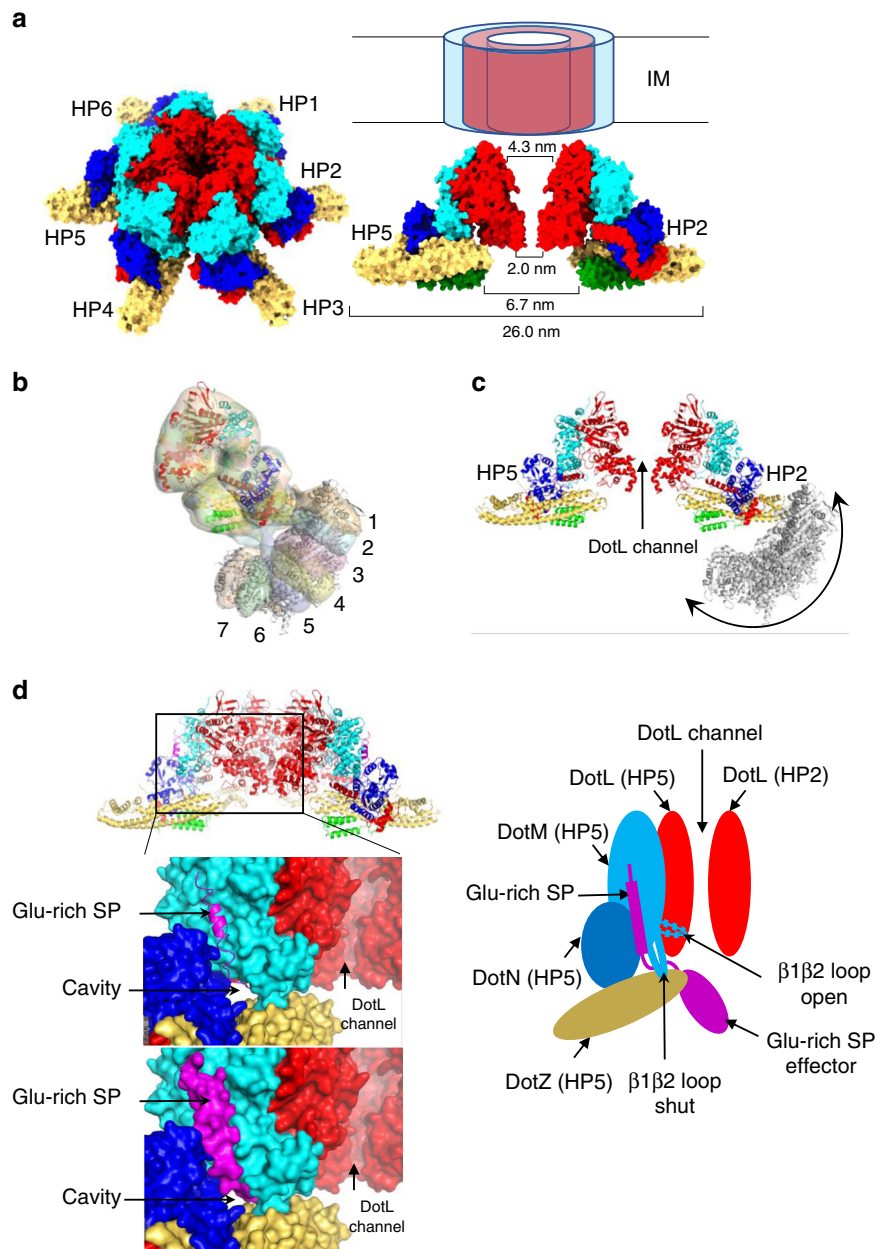 a
IM
HP6
HP1
HP2
HP5
HP4
HP3
4.3 nm
HP5
HP2
2.0 nm
6.7 nm
26.0 nm
b
1
2
3
4
5
6
7
c
HP5
HP2
DotL channel
d
Glu-rich SP
Cavity
DotL
channel
Glu-rich SP
Cavity
DotL
channel
DotL channel
DotL (HP5)
DotL (HP2)
DotM (HP5)
Glu-rich SP
DotN (HP5)
β1β2 loop
open
DotZ (HP5)
β1β2 loop
shut
Glu-rich SP
effector